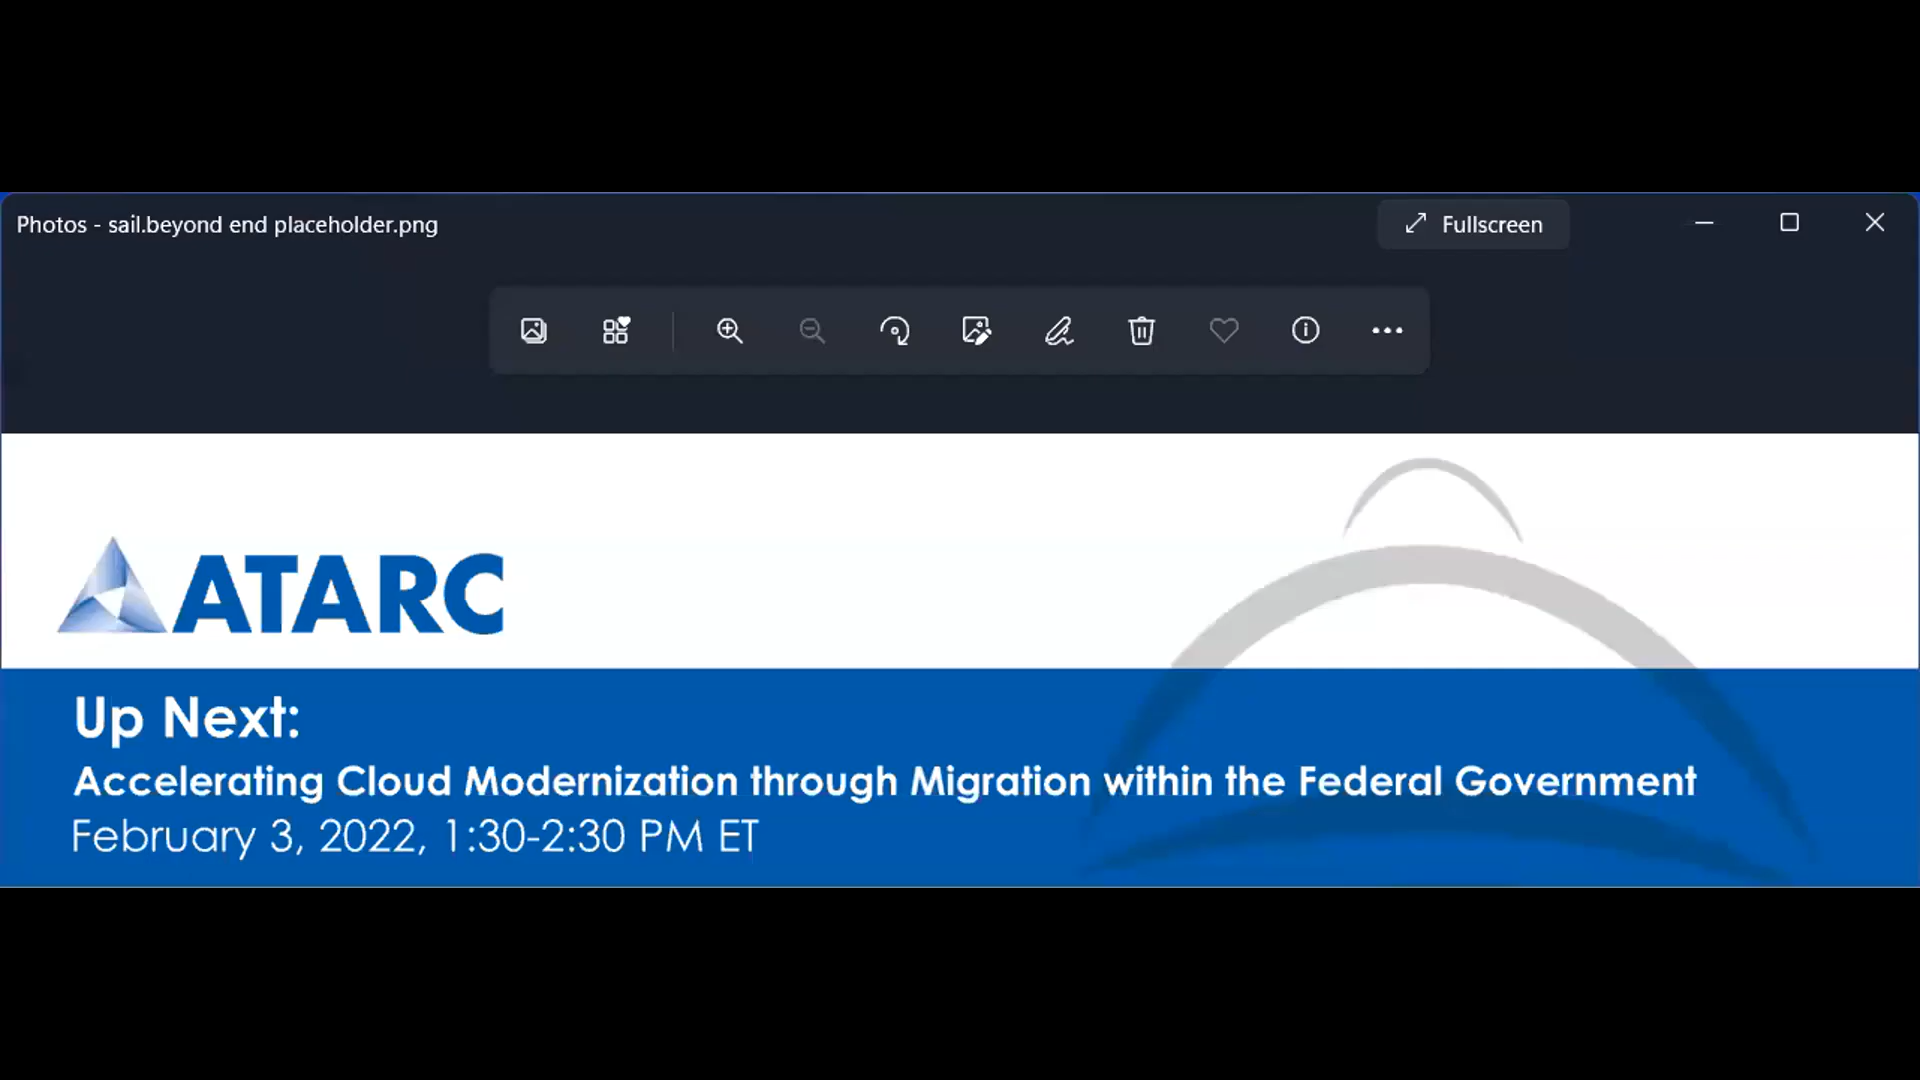 Photos - sail.beyond end placeholder.png
Fullscreen
ATARC
Up Next:
Accelerating Cloud Modernization through Migration within the Federal Government
February 3, 2022, 1:30-2:30 PM ET